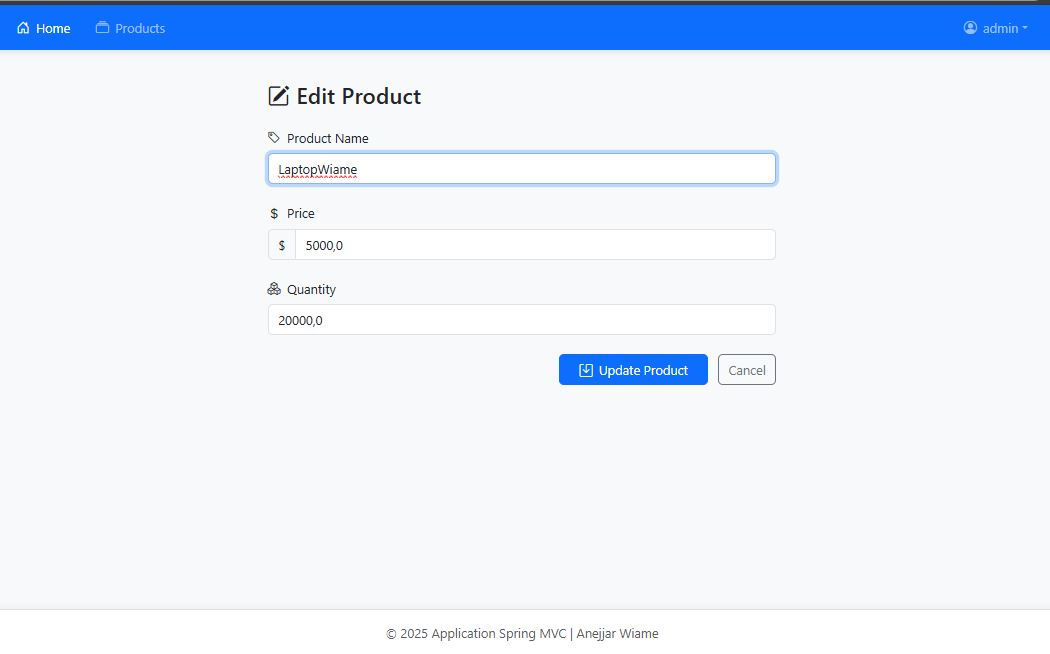 Home Products admin
Edit Product
Product Name
LaptopWiame
$ Price
$ 5000,0
Quantity
20000,0
Update Product Cancel
© 2025 Application Spring MVC | Anejjar Wiame